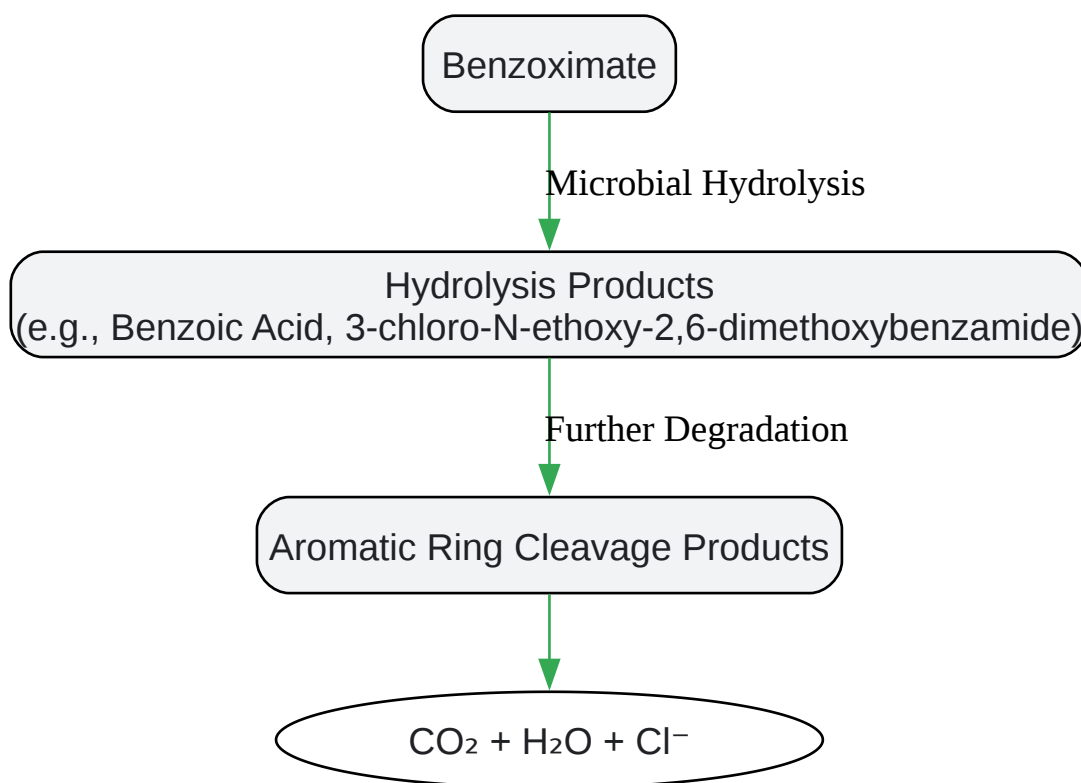 Benzoximate
Microbial Hydrolysis
Hydrolysis Products
(e.g., Benzoic Acid, 3-chloro-N-ethoxy-2,6-dimethoxybenzamide)
Further Degradation
Aromatic Ring Cleavage Products
CO₂ + H₂O + Cl⁻